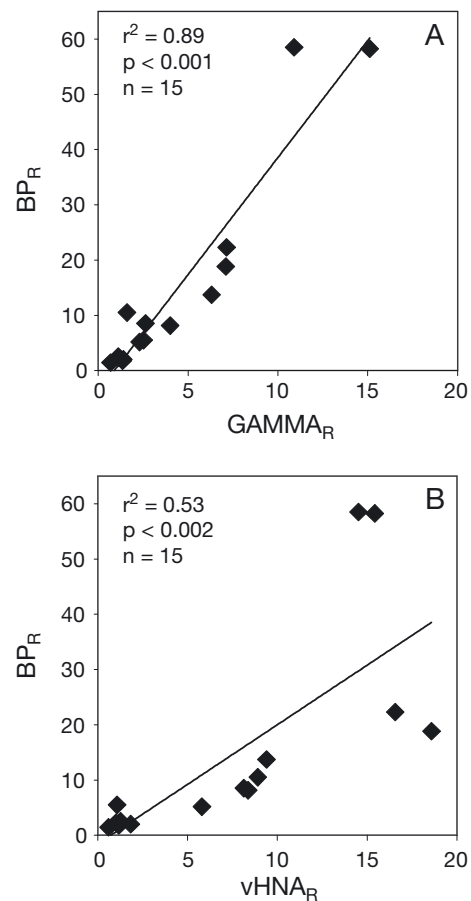 A
r² = 0.89
p < 0.001
n = 15
60
50
40
30
20
10
0
BP_R
0 5 10 15 20
GAMMA_R
B
r² = 0.53
p < 0.002
n = 15
60
50
40
30
20
10
0
BP_R
0 5 10 15 20
vHNA_R